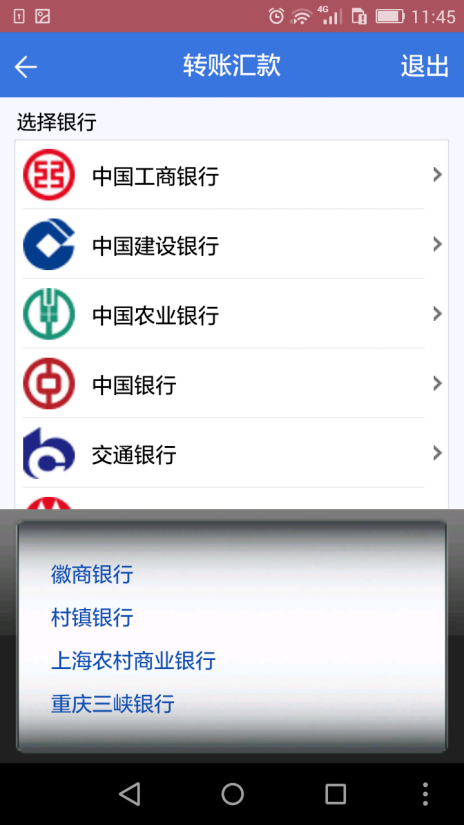 4G
11:45
转账汇款
退出
选择银行
中国工商银行
中国建设银行
中国农业银行
中国银行
交通银行
徽商银行
村镇银行
上海农村商业银行
重庆三峡银行